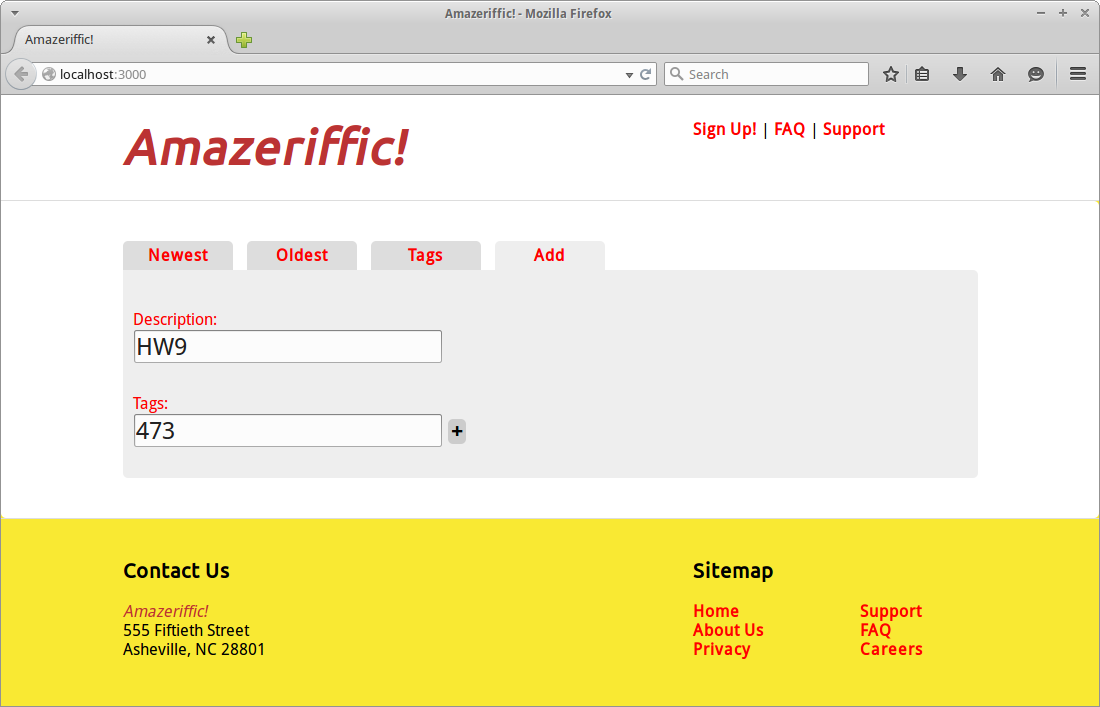 Amazeriffic! - Mozilla Firefox
Amazeriffic!
localhost:3000
Search
Amazeriffic!
Sign Up! | FAQ | Support
Newest Oldest Tags Add
Description:
HW9
Tags:
473
+
Contact Us
Amazeriffic!
555 Fiftieth Street
Asheville, NC 28801
Sitemap
Home Support
About Us FAQ
Privacy Careers